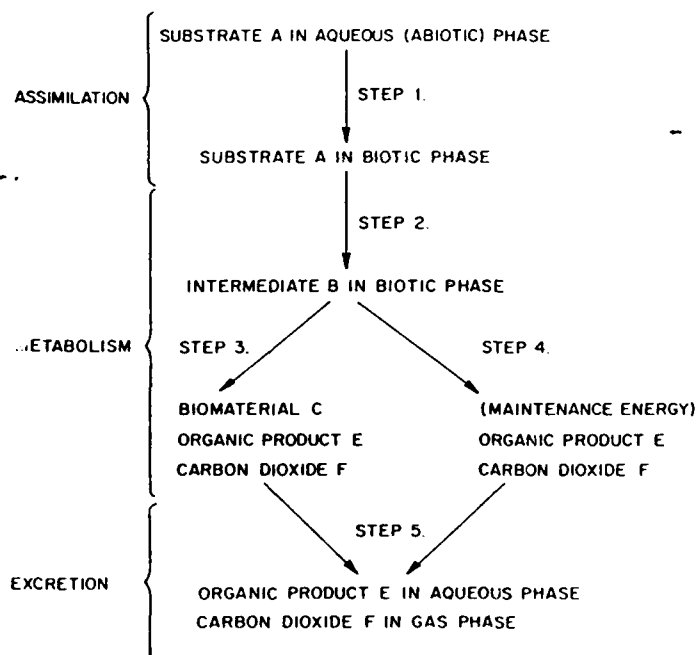 SUBSTRATE A IN AQUEOUS (ABIOTIC) PHASE
ASSIMILATION
STEP 1.
SUBSTRATE A IN BIOTIC PHASE
STEP 2.
INTERMEDIATE B IN BIOTIC PHASE
ETABOLISM
STEP 3.
STEP 4.
BIOMATERIAL C
(MAINTENANCE ENERGY)
ORGANIC PRODUCT E
ORGANIC PRODUCT E
CARBON DIOXIDE F
CARBON DIOXIDE F
STEP 5.
EXCRETION
ORGANIC PRODUCT E IN AQUEOUS PHASE
CARBON DIOXIDE F IN GAS PHASE